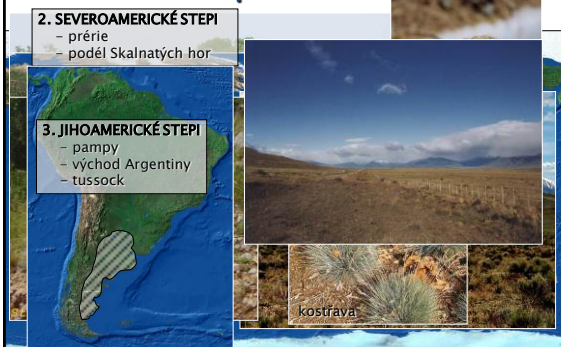 2. SEVEROAMERICKÉ STEPI
– prérie
– podél Skalnatých hor
3. JIHOAMERICKÉ STEPI
– pampy
– východ Argentiny
– tussock
kostřava